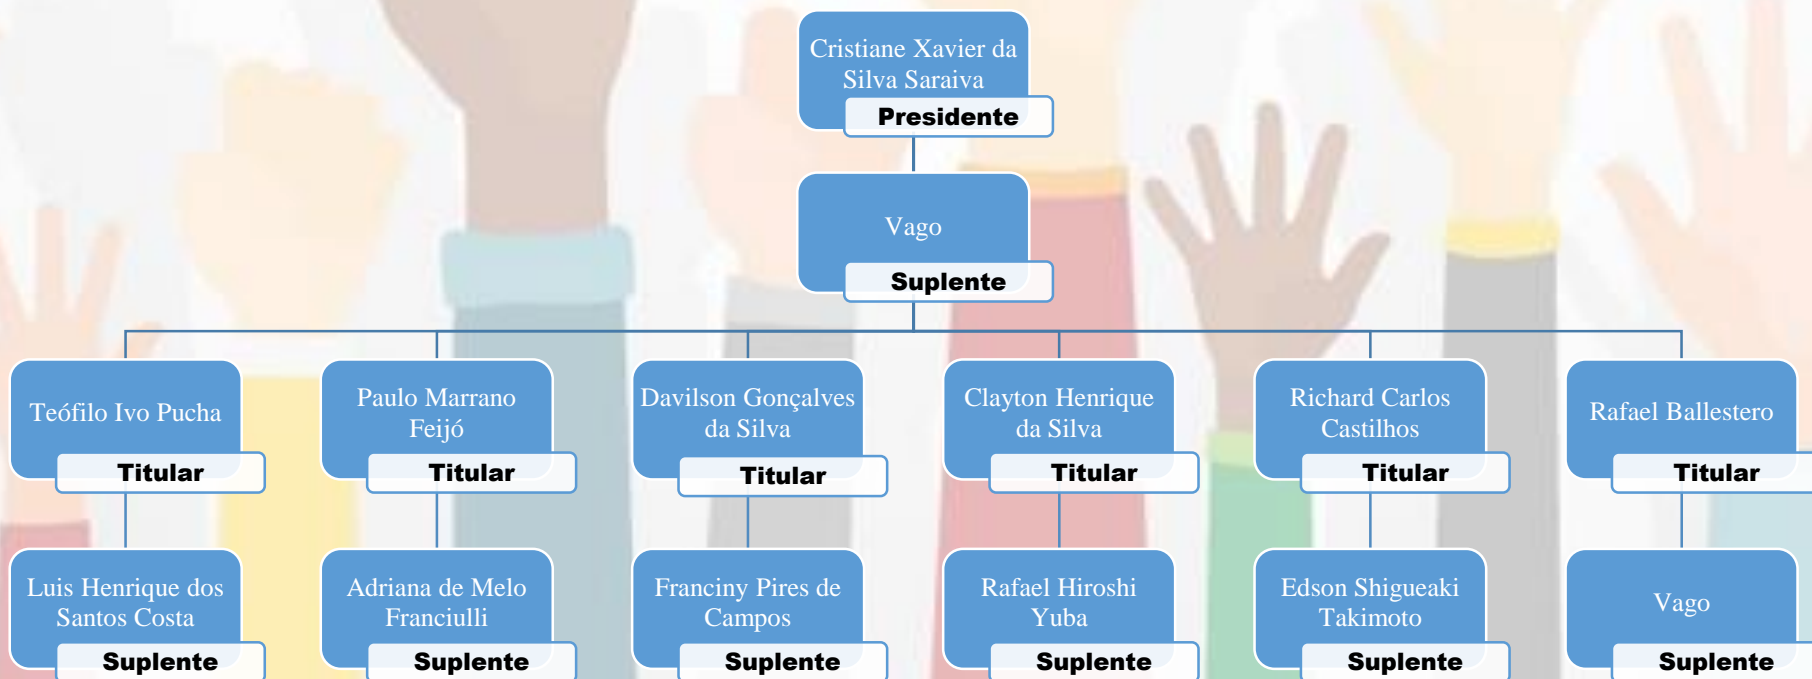 Cristiane Xavier da
Silva Saraiva
Presidente
Vago
Suplente
Teófilo Ivo Pucha
Titular
Paulo Marrano
Feijó
Titular
Davilson Gonçalves
da Silva
Titular
Clayton Henrique
da Silva
Titular
Richard Carlos
Castilhos
Titular
Rafael Ballestero
Titular
Luis Henrique dos
Santos Costa
Suplente
Adriana de Melo
Franciulli
Suplente
Franciny Pires de
Campos
Suplente
Rafael Hiroshi
Yuba
Suplente
Edson Shigueaki
Takimoto
Suplente
Vago
Suplente